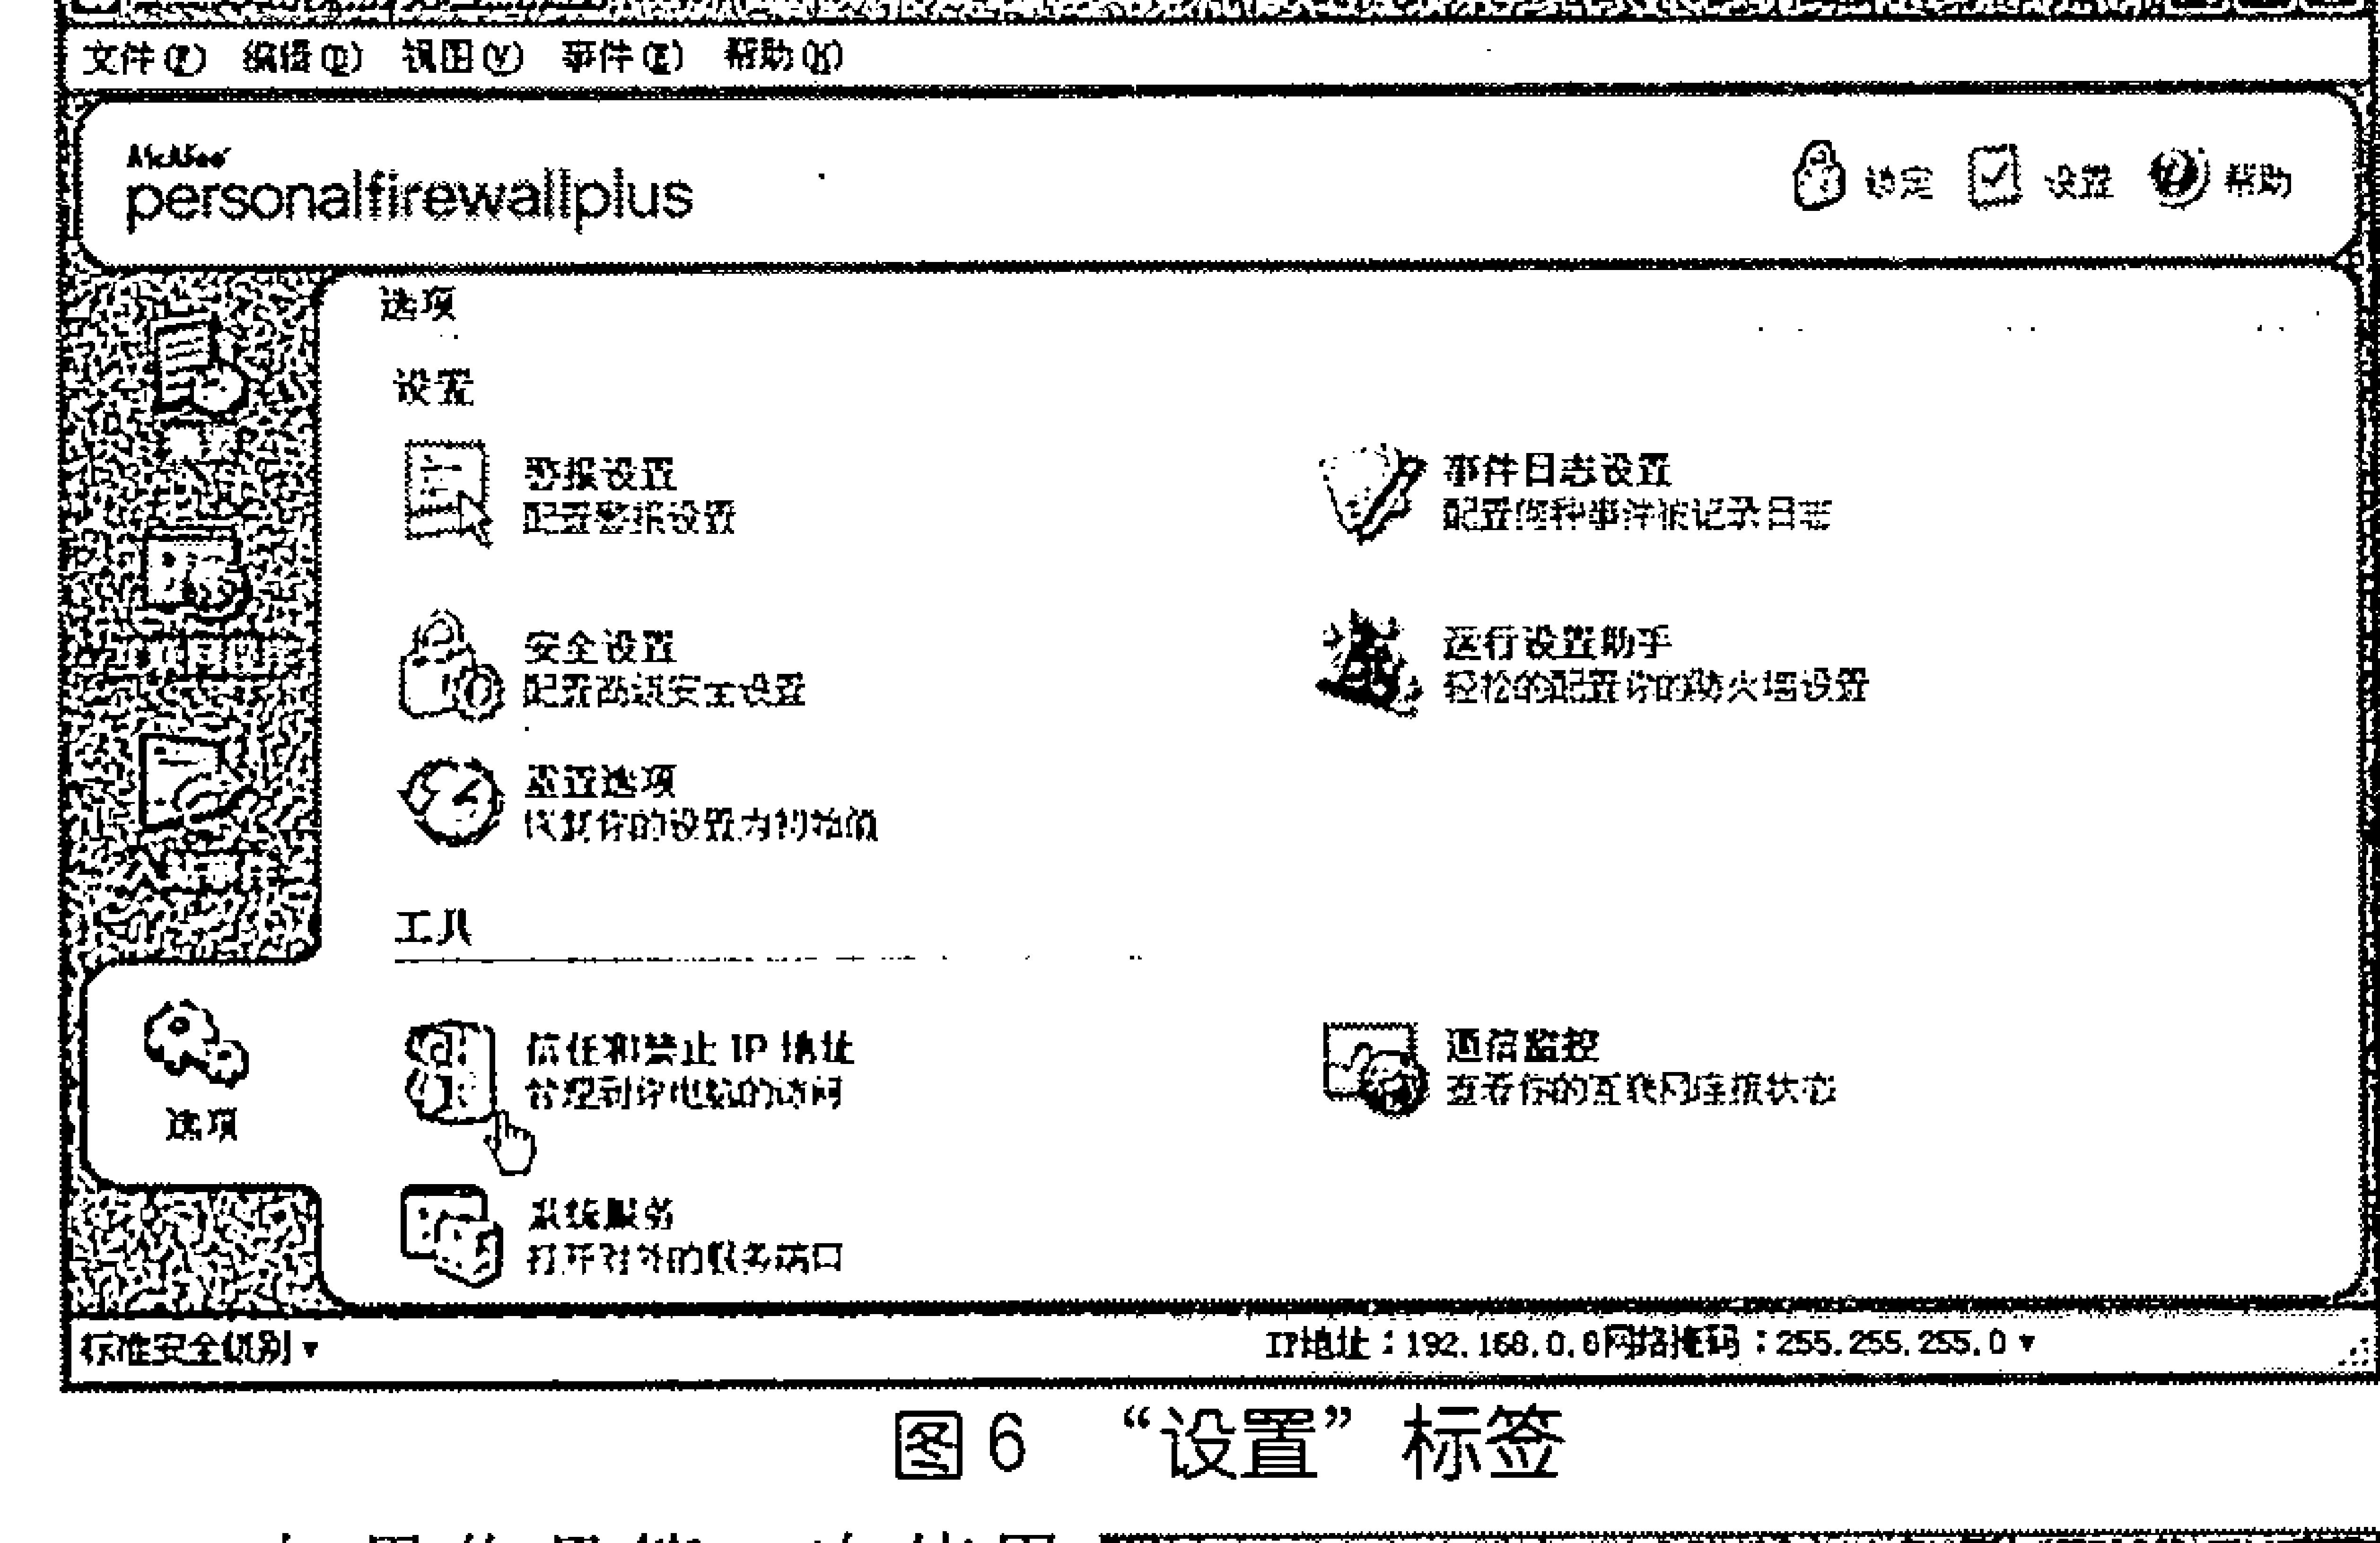 文件(F) 编辑(D) 视图(V) 事件(E) 帮助(H)
McAfee
personalfirewallplus
锁定 设置 帮助
选项
设置
警报设置
配置警报设置
事件日志设置
配置何种事件被记录日志
安全设置
配置高级安全设置
运行设置助手
轻松的配置你的防火墙设置
重置选项
恢复你的设置为初始值
入站事件
工具
选项
信任和禁止 IP 地址
管理到你电脑的访问
通信监控
查看你的互联网连接状态
系统服务
打开对外的服务端口
标准安全级别
IP地址：192.168.0.6网络掩码：255.255.255.0
图6 “设置”标签